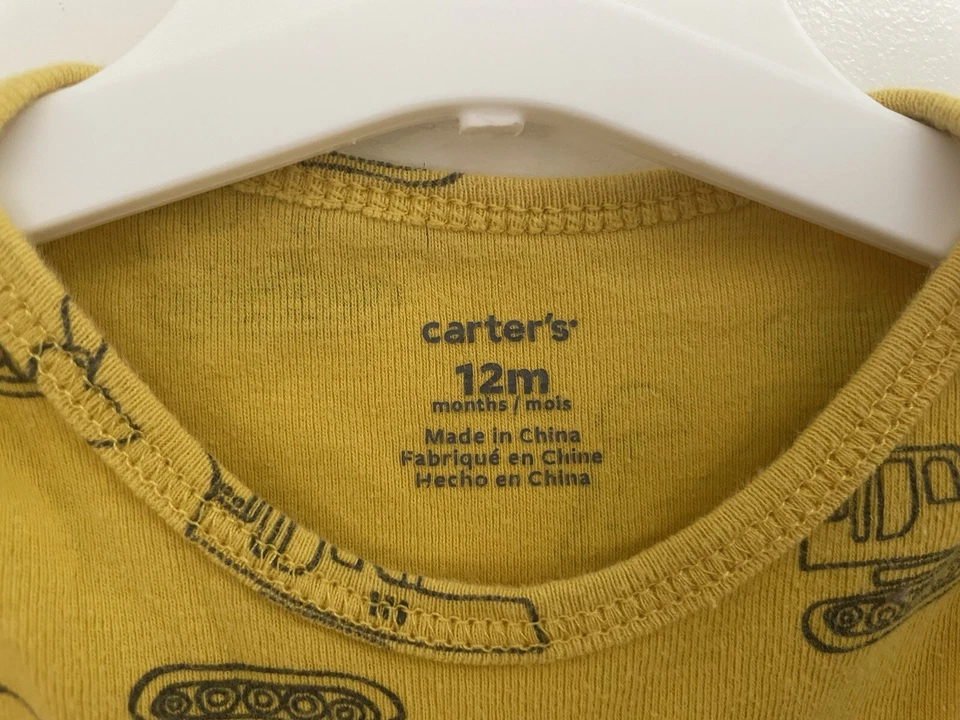 carter's
12m
months / mois
Made in China
Fabriqué en Chine
Hecho en China